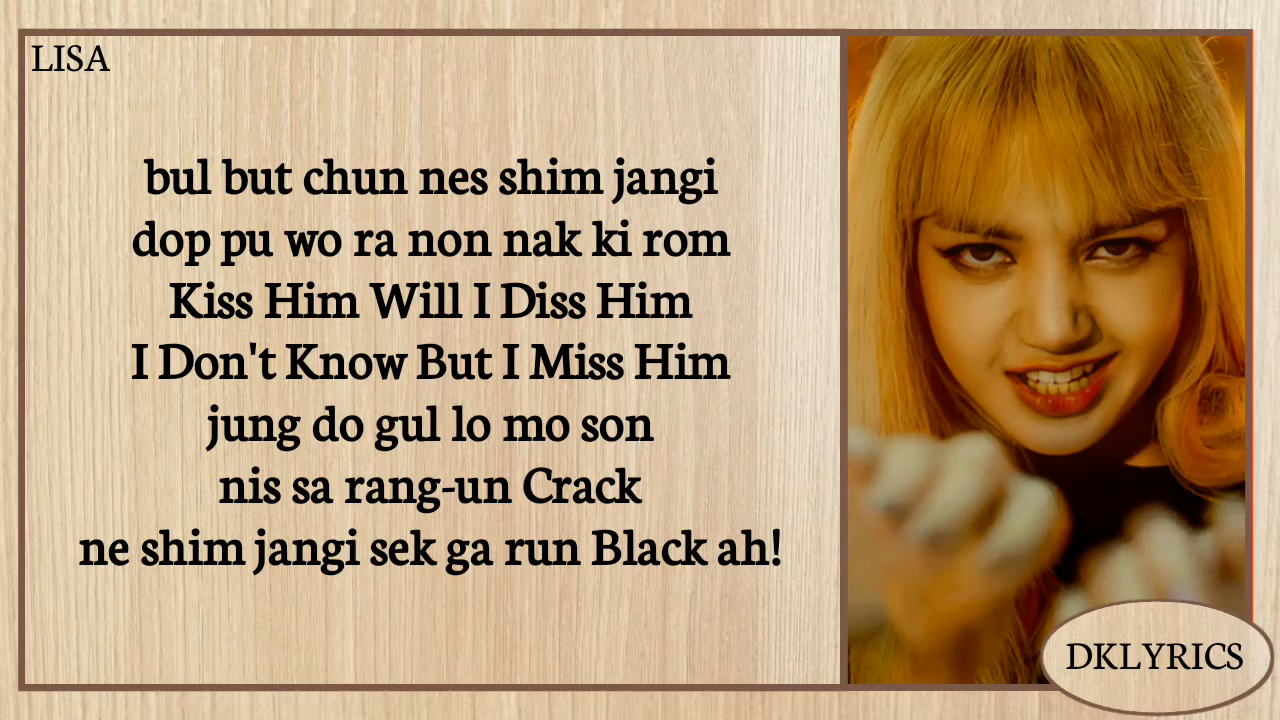 LISA
bul but chun nes shim jangi
dop pu wo ra non nak ki rom
Kiss Him Will I Diss Him
I Don't Know But I Miss Him
jung do gul lo mo son
nis sa rang-un Crack
ne shim jangi sek ga run Black ah!
DKLYRICS